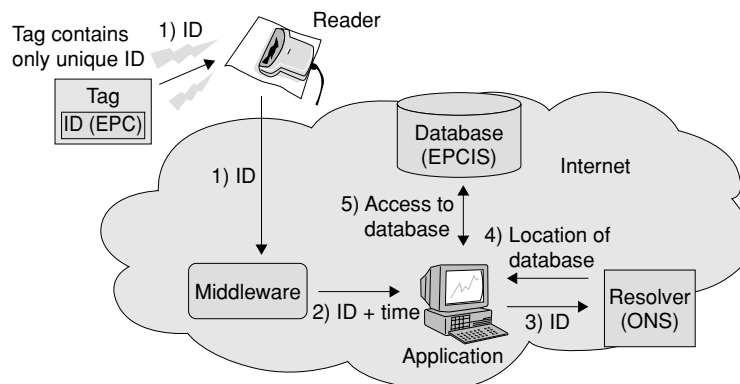 Tag contains
only unique ID
1) ID
Reader
Tag
ID (EPC)
Database
(EPCIS)
Internet
1) ID
5) Access to
database
4) Location of
database
Middleware
2) ID + time
3) ID
Resolver
(ONS)
Application